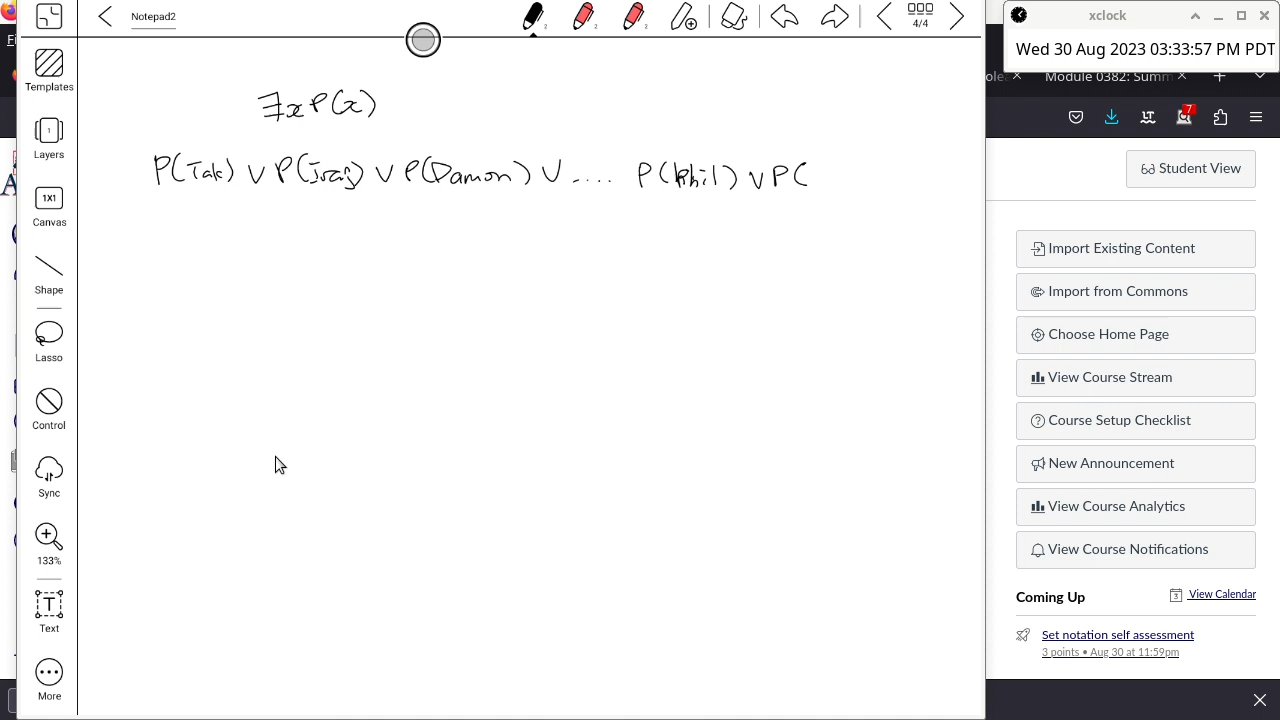 Notepad2
4/4
xclock
Wed 30 Aug 2023 03:33:57 PM PDT
Module 0382: Summ
7
Templates
Layers
1
Canvas
1X1
Shape
Lasso
Control
Sync
133%
Text
More
∃x P(x)
P(Tak) ∨ P( ) ∨ P(Damon) ∨ .... P(Phil) ∨ P(
Student View
Import Existing Content
Import from Commons
Choose Home Page
View Course Stream
Course Setup Checklist
New Announcement
View Course Analytics
View Course Notifications
Coming Up
View Calendar
Set notation self assessment
3 points • Aug 30 at 11:59pm